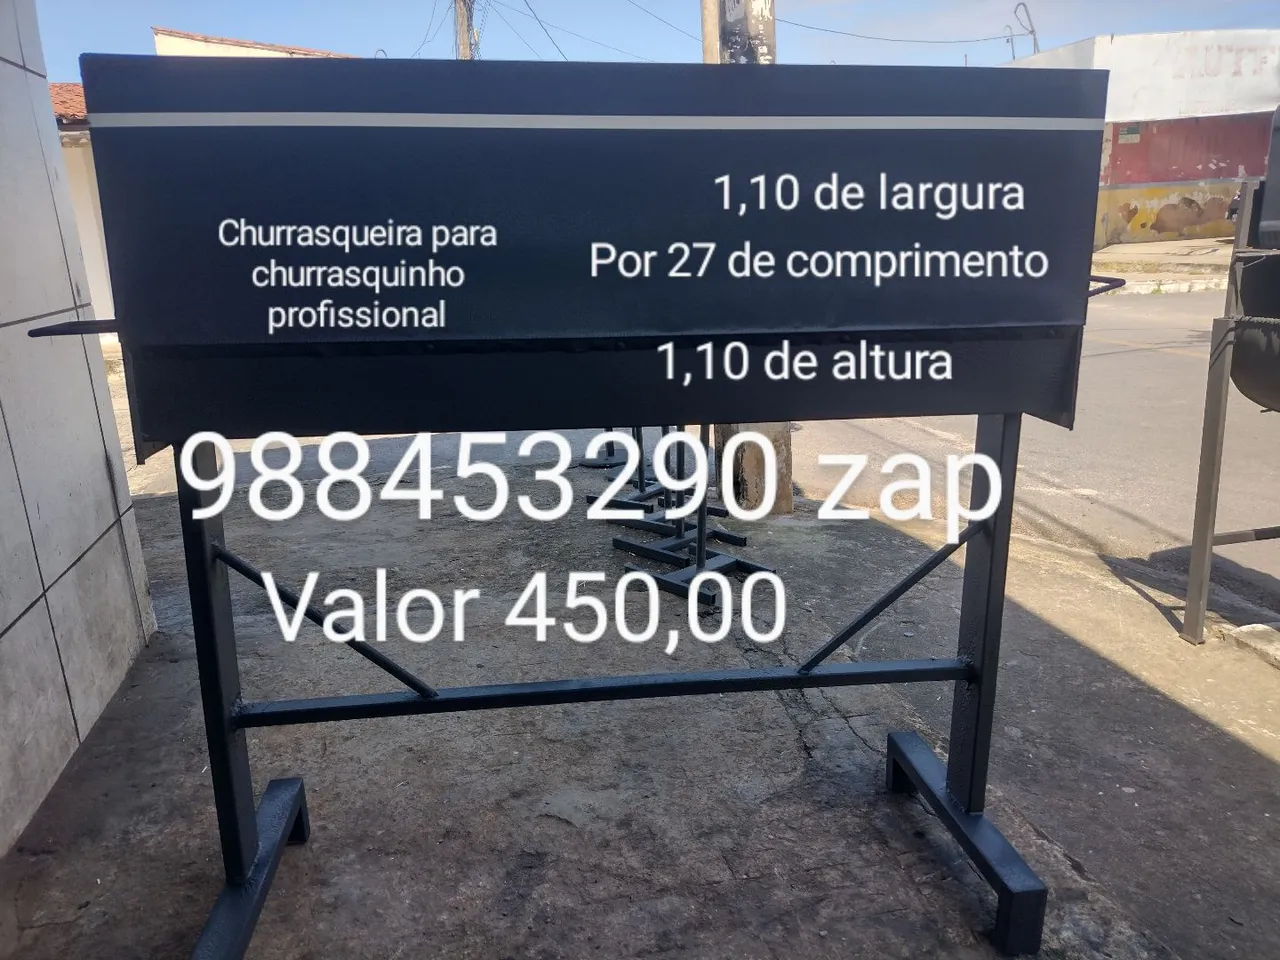 Churrasqueira para
churrasquinho
profissional
1,10 de largura
Por 27 de comprimento
1,10 de altura
988453290 zap
Valor 450,00